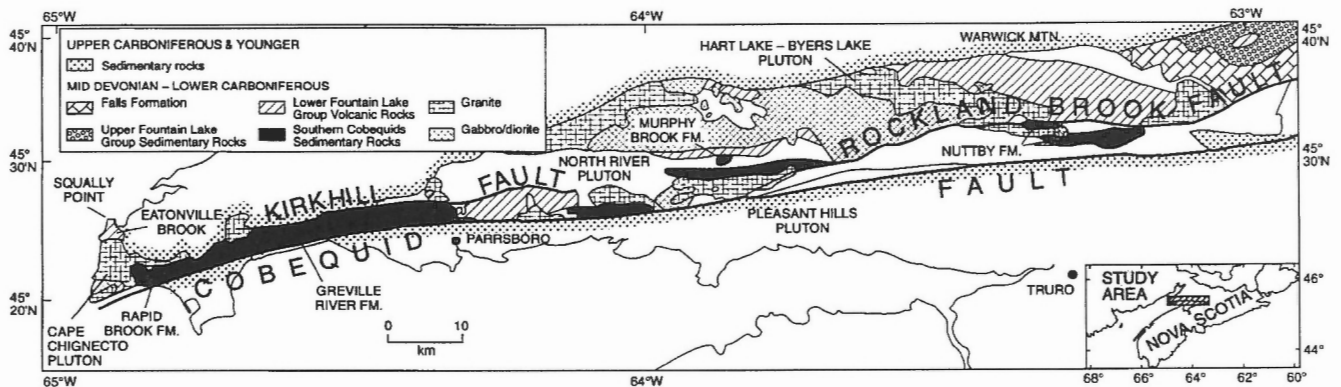 65°W
64°W
63°W
45°
40'N
45°
40'N
UPPER CARBONIFEROUS & YOUNGER
Sedimentary rocks
MID DEVONIAN – LOWER CARBONIFEROUS
Falls Formation
Lower Fountain Lake
Group Volcanic Rocks
Granite
Upper Fountain Lake
Group Sedimentary Rocks
Southern Cobequids
Sedimentary Rocks
Gabbro/diorite
HART LAKE – BYERS LAKE
PLUTON
WARWICK MTN.
MURPHY
BROOK FM.
ROCKLAND BROOK FAULT
45°
30'N
45°
30'N
NORTH RIVER
PLUTON
NUTTBY FM.
SQUALLY
POINT
EATONVILLE
BROOK
KIRKHILL FAULT
COBEQUID FAULT
PLEASANT HILLS
PLUTON
PARRSBORO
GREVILLE
RIVER FM.
RAPID
BROOK FM.
CAPE
CHIGNECTO
PLUTON
45°
20'N
45°
20'N
TRURO
0 10
km
STUDY
AREA
NOVA SCOTIA
46°
44°
68° 66° 64° 62° 60°
65°W
64°W